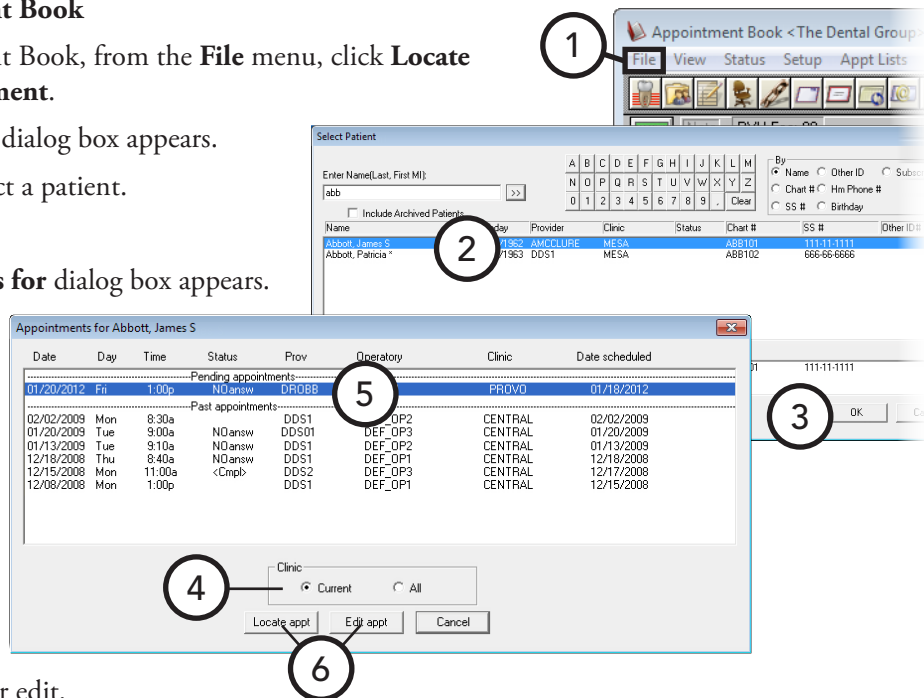 nt Book
nt Book, from the File menu, click Locate
ment.
dialog box appears.
ct a patient.
s for dialog box appears.
1
Appointment Book <The Dental Group>
File View Status Setup Appt Lists
Select Patient
Enter Name(Last, First MI):
abb
>>
Include Archived Patients
A B C D E F G H I J K L M
N O P Q R S T U V W X Y Z
0 1 2 3 4 5 6 7 8 9 . Clear
By
Name Other ID Subsc
Chart # Hm Phone #
SS # Birthday
Name day Provider Clinic Status Chart # SS # Other ID#
Abbott, James S /1962 AMCCLURE MESA ABB101 111-11-1111
Abbott, Patricia * /1963 DDS1 MESA ABB102 666-66-6666
2
01 111-11-1111
3
OK Ca
Appointments for Abbott, James S
Date Day Time Status Prov Operatory Clinic Date scheduled
Pending appointments
01/20/2012 Fri 1:00p NOansw DROBB PROVO 01/18/2012
5
Past appointments
02/02/2009 Mon 8:30a DDS1 DEF_OP2 CENTRAL 02/02/2009
01/20/2009 Tue 9:00a NOansw DDS01 DEF_OP3 CENTRAL 01/20/2009
01/13/2009 Tue 9:10a NOansw DDS1 DEF_OP2 CENTRAL 01/13/2009
12/18/2008 Thu 8:40a NOansw DDS1 DEF_OP1 CENTRAL 12/18/2008
12/15/2008 Mon 11:00a <Cmpl> DDS2 DEF_OP3 CENTRAL 12/17/2008
12/08/2008 Mon 1:00p DDS1 DEF_OP1 CENTRAL 12/15/2008
4
Clinic
Current All
Locate appt Edit appt Cancel
6
r edit.